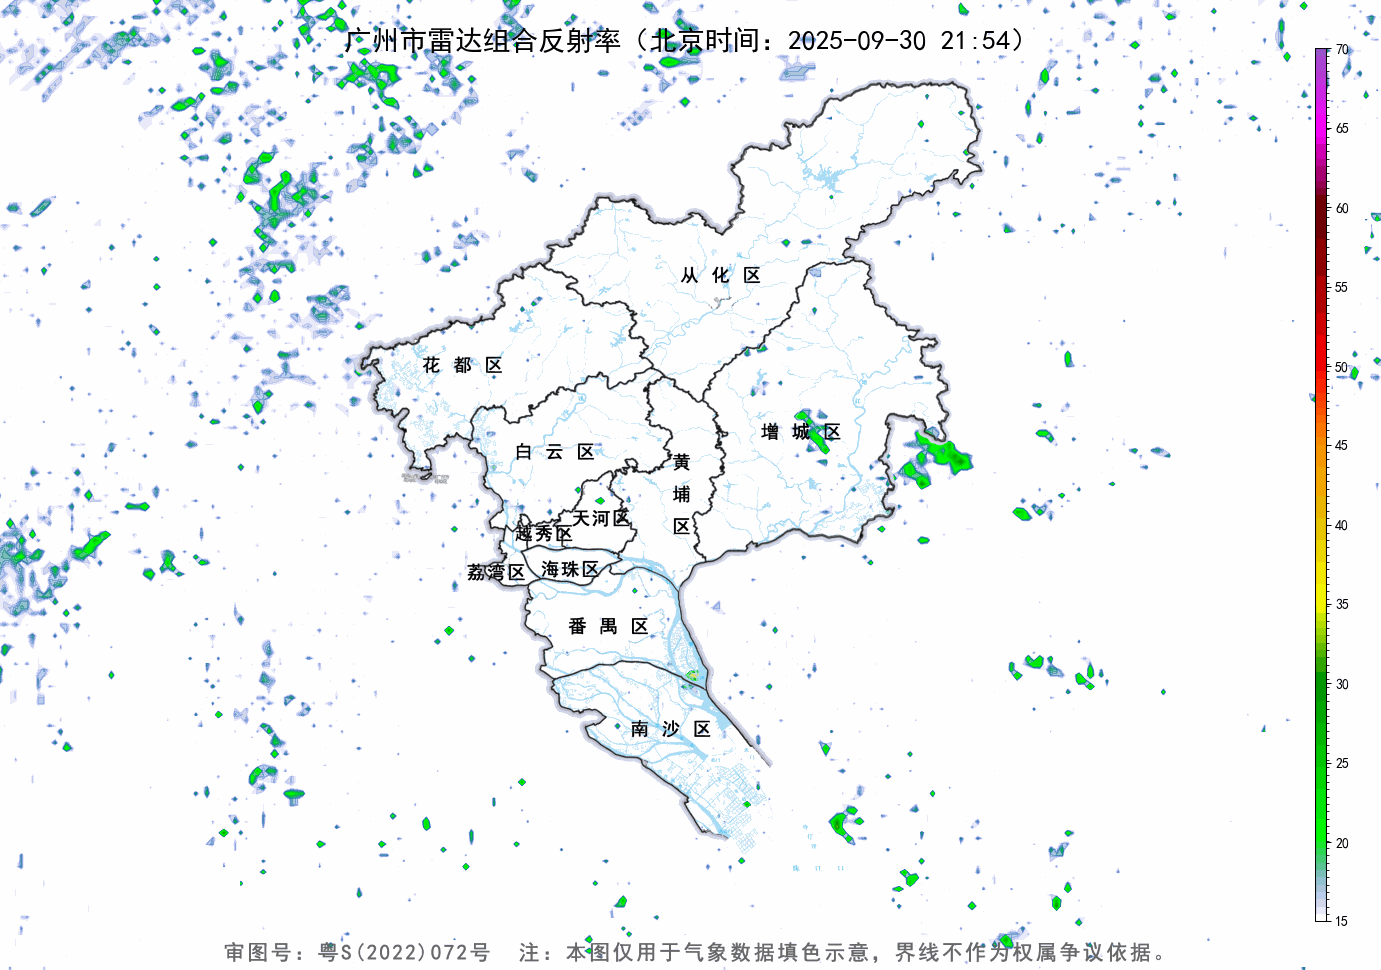 广州市雷达组合反射率（北京时间：2025-09-30 21:54）
70
65
60
55
50
45
40
35
30
25
20
15
从化区
花都区
增城区
白云区
黄埔区
天河区
越秀区
荔湾区
海珠区
番禺区
南沙区
审图号：粤S(2022)072号 注：本图仅用于气象数据填色示意，界线不作为权属争议依据。